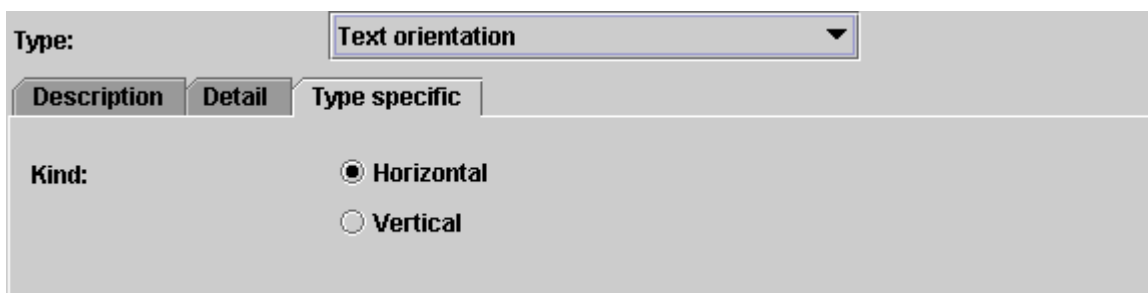 Type: Text orientation
Description Detail Type specific
Kind: Horizontal
Vertical